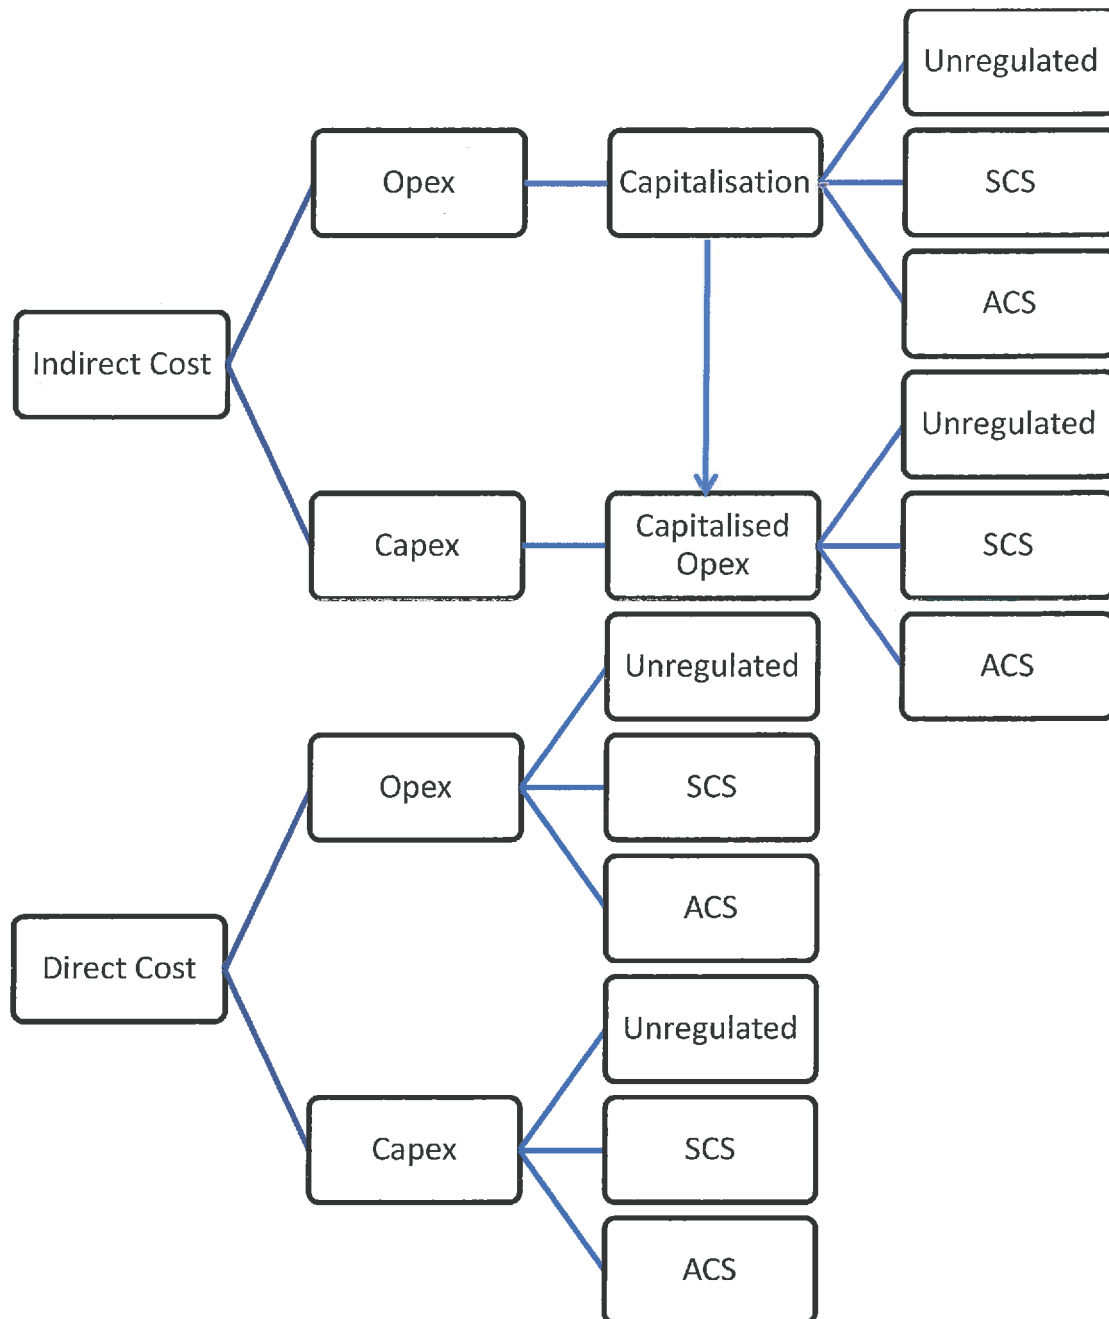 Unregulated
Opex
Capitalisation
SCS
ACS
Indirect Cost
Unregulated
Capex
Capitalised
Opex
SCS
ACS
Unregulated
Opex
SCS
ACS
Direct Cost
Unregulated
Capex
SCS
ACS